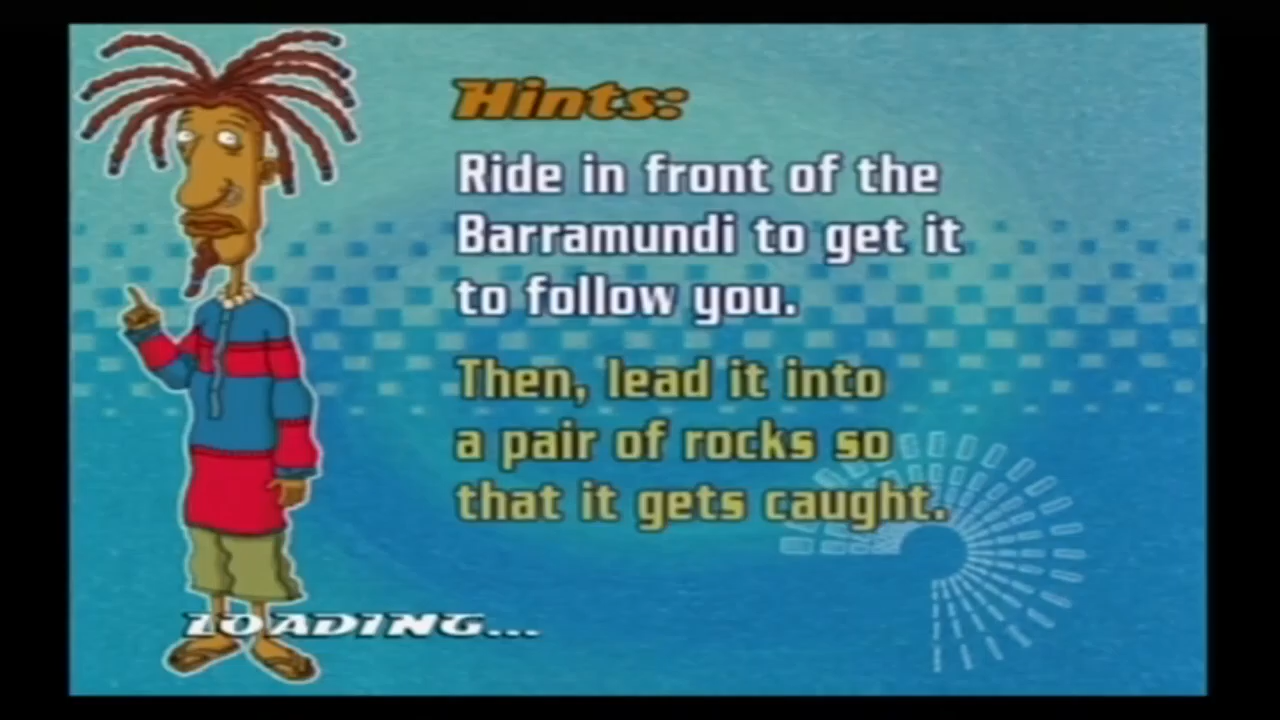 Hints:
Ride in front of the
Barramundi to get it
to follow you.
Then, lead it into
a pair of rocks so
that it gets caught.
LOADING...